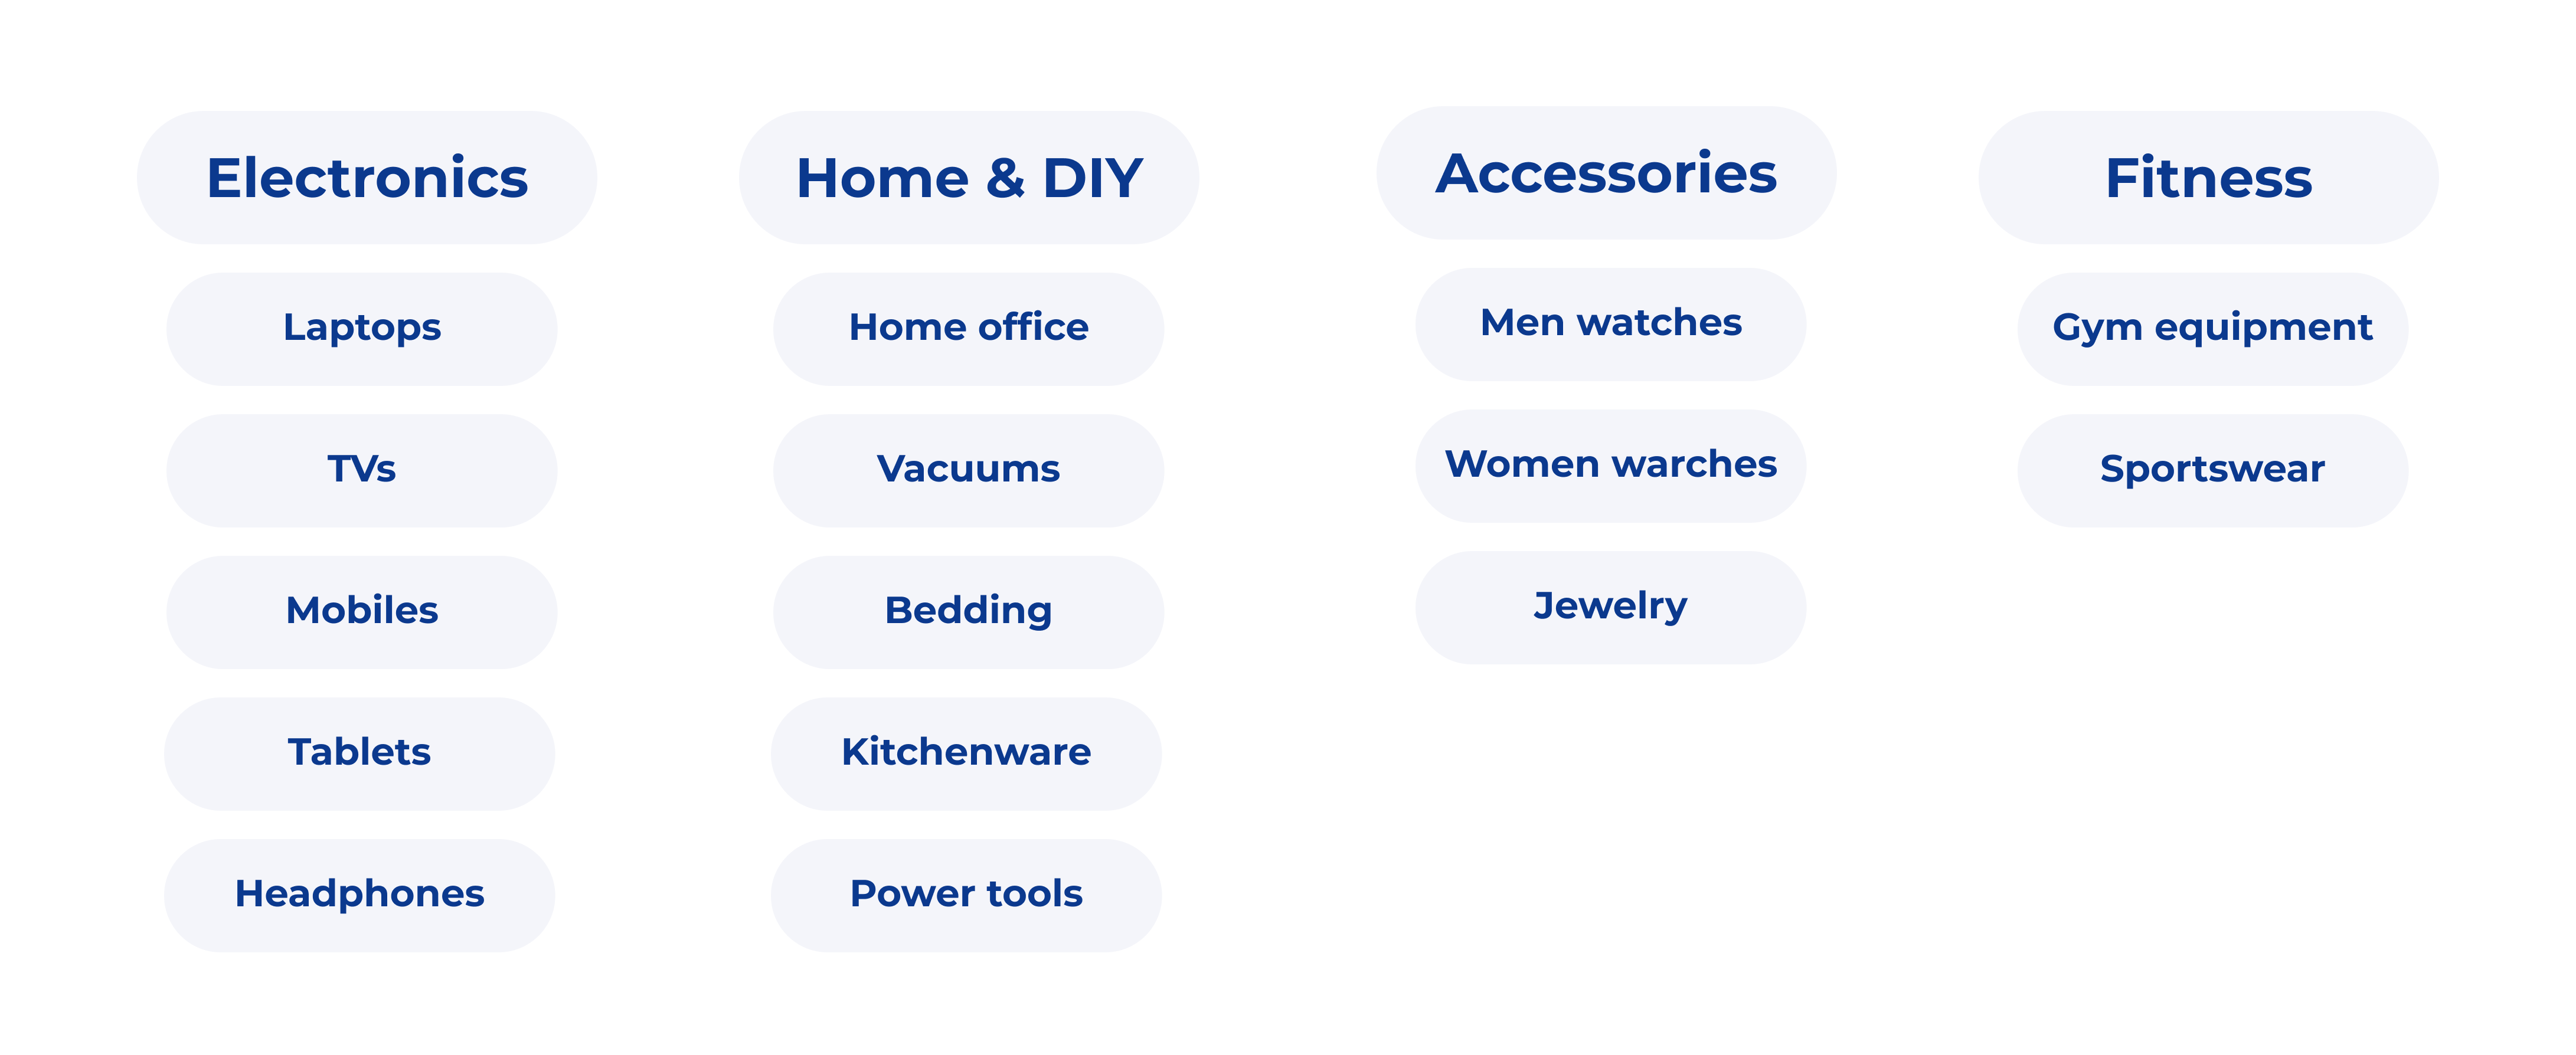 Electronics
Laptops
TVs
Mobiles
Tablets
Headphones
Home & DIY
Home office
Vacuums
Bedding
Kitchenware
Power tools
Accessories
Men watches
Women warches
Jewelry
Fitness
Gym equipment
Sportswear